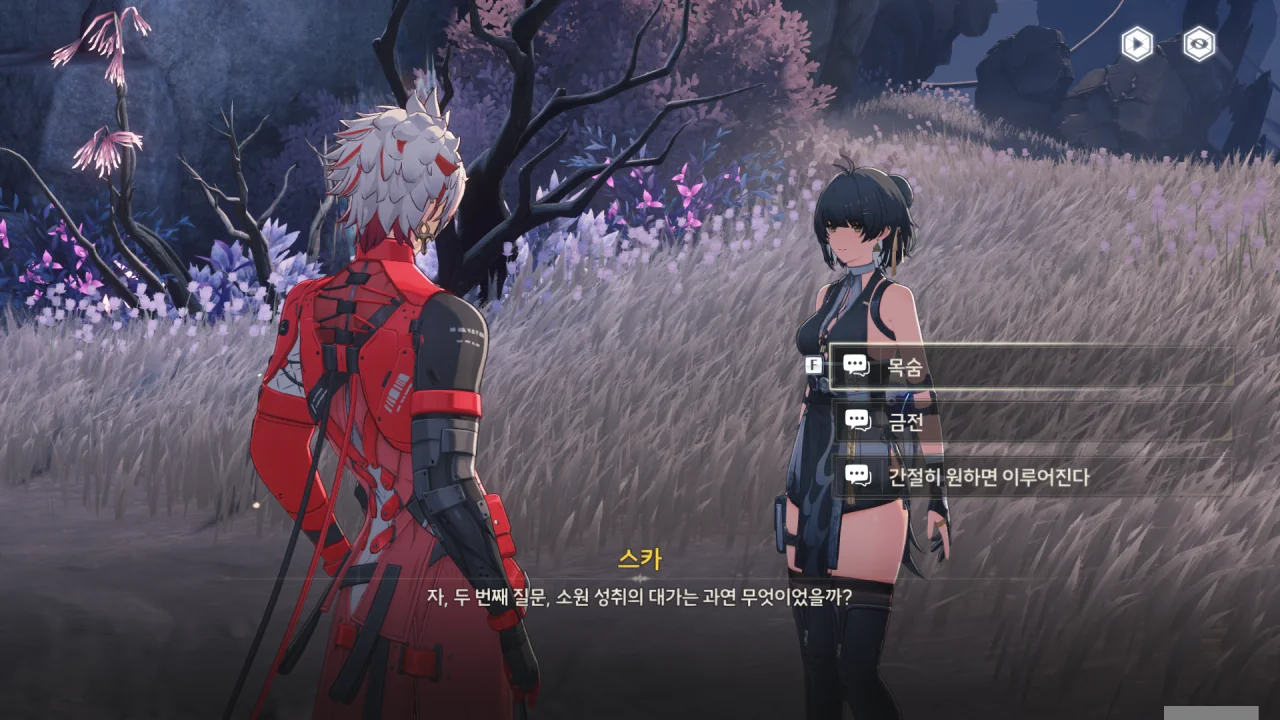 F
목숨
금전
간절히 원하면 이루어진다
스카
자, 두 번째 질문, 소원 성취의 대가는 과연 무엇이었을까?